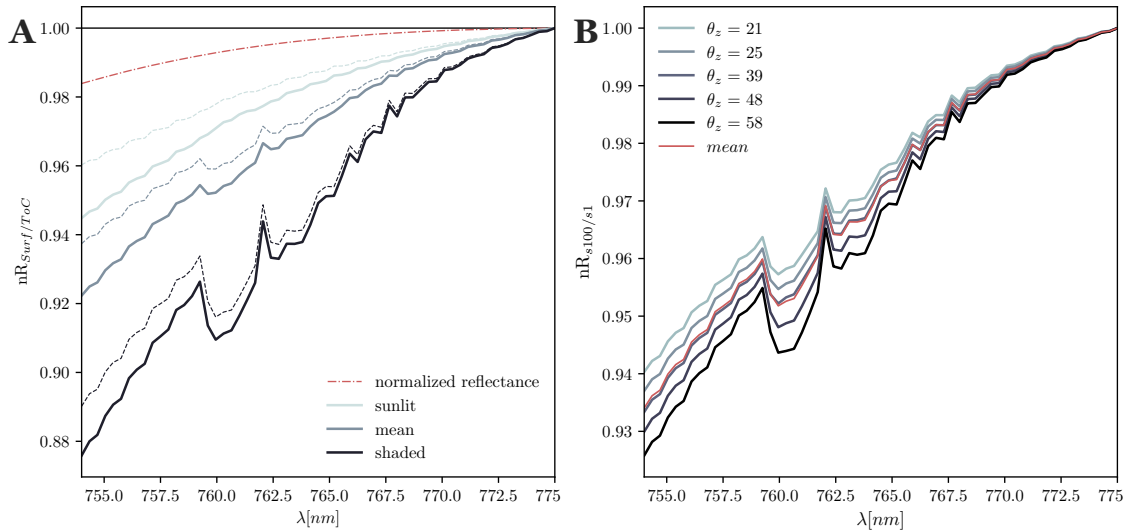 A
1.00
0.98
0.96
0.94
0.92
0.90
0.88
nR_{Surf/ToC}
normalized reflectance
sunlit
mean
shaded
755.0 757.5 760.0 762.5 765.0 767.5 770.0 772.5 775
λ[nm]
B
1.00
0.99
0.98
0.97
0.96
0.95
0.94
0.93
nR_{s100/s1}
θ_z = 21
θ_z = 25
θ_z = 39
θ_z = 48
θ_z = 58
mean
755.0 757.5 760.0 762.5 765.0 767.5 770.0 772.5 775
λ[nm]